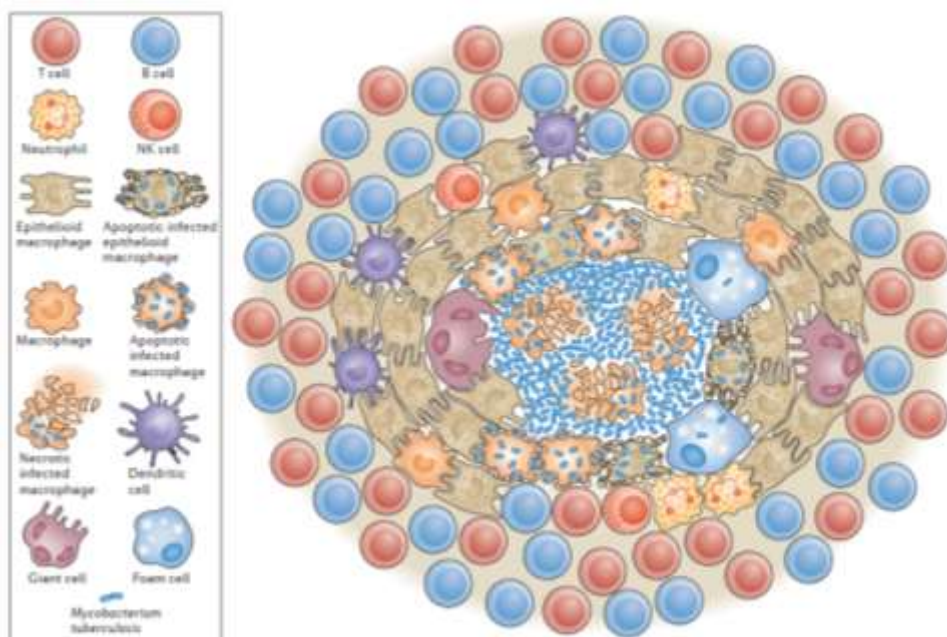 T cell
B cell
Neutrophil
NK cell
Epithelioid
macrophage
Apoptotic infected
epithelioid
macrophage
Macrophage
Apoptotic
infected
macrophage
Necrotic
infected
macrophage
Dendritic
cell
Giant cell
Foam cell
Mycobacterium
tuberculosis